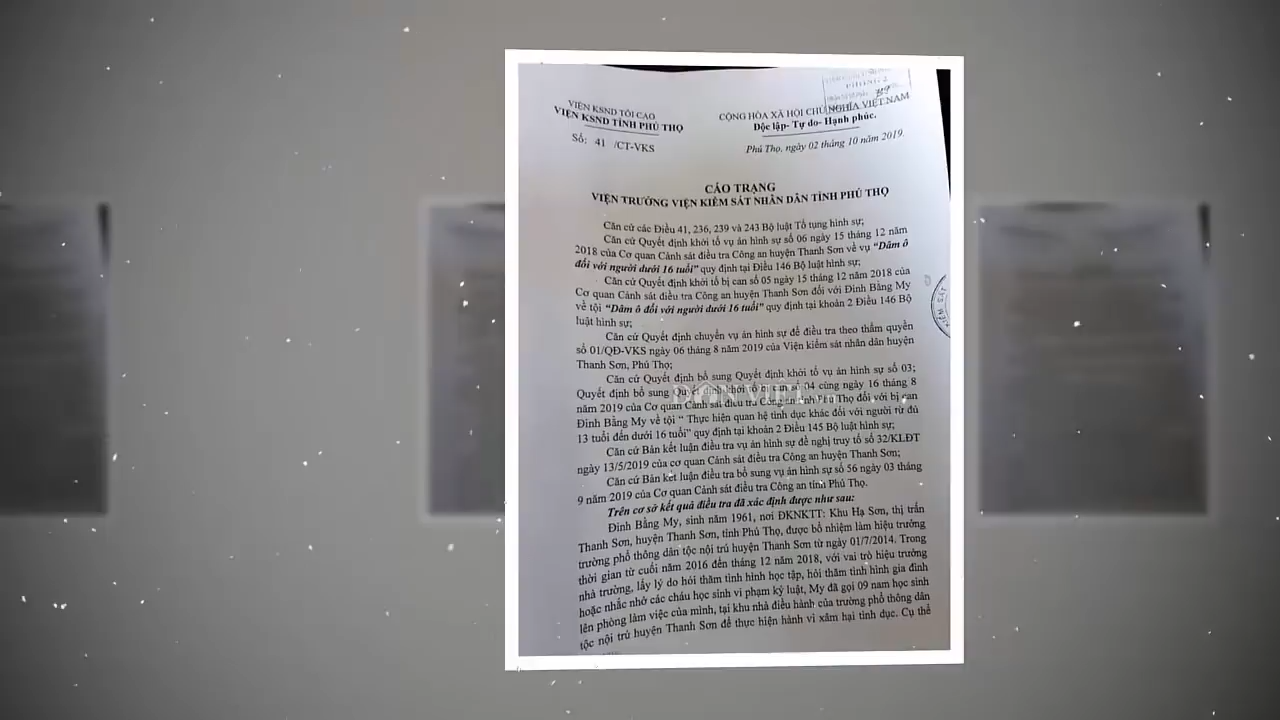 PHÒNG 2
VIỆN KSND TỐI CAO
VIỆN KSND TỈNH PHÚ THỌ
Số: 41 /CT-VKS
CỘNG HÒA XÃ HỘI CHỦ NGHĨA VIỆT NAM
Độc lập- Tự do- Hạnh phúc.
Phú Thọ, ngày 02 tháng 10 năm 2019.
CÁO TRẠNG
VIỆN TRƯỞNG VIỆN KIỂM SÁT NHÂN DÂN TỈNH PHÚ THỌ
Căn cứ các Điều 41, 236, 239 và 243 Bộ luật Tố tụng hình sự;
Căn cứ Quyết định khởi tố vụ án hình sự số 06 ngày 15 tháng 12 năm
2018 của Cơ quan Cảnh sát điều tra Công an huyện Thanh Sơn về vụ “Dâm ô
đối với người dưới 16 tuổi” quy định tại Điều 146 Bộ luật hình sự;
Căn cứ Quyết định khởi tố bị can số 05 ngày 15 tháng 12 năm 2018 của
Cơ quan Cảnh sát điều tra Công an huyện Thanh Sơn đối với Đinh Bằng My
về tội “Dâm ô đối với người dưới 16 tuổi” quy định tại khoản 2 Điều 146 Bộ
luật hình sự;
Căn cứ Quyết định chuyển vụ án hình sự để điều tra theo thẩm quyền
số 01/QĐ-VKS ngày 06 tháng 8 năm 2019 của Viện kiểm sát nhân dân huyện
Thanh Sơn, Phú Thọ;
Căn cứ Quyết định bổ sung Quyết định khởi tố vụ án hình sự số 03;
Quyết định bổ sung Quyết định khởi tố bị can số 04 cùng ngày 16 tháng 8
năm 2019 của Cơ quan Cảnh sát điều tra Công an tỉnh Phú Thọ đối với bị can
Đinh Bằng My về tội “ Thực hiện quan hệ tình dục khác đối với người từ đủ
13 tuổi đến dưới 16 tuổi” quy định tại khoản 2 Điều 145 Bộ luật hình sự;
Căn cứ Bản kết luận điều tra vụ án hình sự đề nghị truy tố số 32/KLĐT
ngày 13/5/2019 của cơ quan Cảnh sát điều tra Công an huyện Thanh Sơn;
Căn cứ Bản kết luận điều tra bổ sung vụ án hình sự số 56 ngày 03 tháng
9 năm 2019 của Cơ quan Cảnh sát điều tra Công an tỉnh Phú Thọ.
Trên cơ sở kết quả điều tra đã xác định được như sau:
Đinh Bằng My, sinh năm 1961, nơi ĐKNKTT: Khu Hạ Sơn, thị trấn
Thanh Sơn, huyện Thanh Sơn, tỉnh Phú Thọ, được bổ nhiệm làm hiệu trưởng
trường phổ thông dân tộc nội trú huyện Thanh Sơn từ ngày 01/7/2014. Trong
thời gian từ cuối năm 2016 đến tháng 12 năm 2018, với vai trò hiệu trưởng
nhà trường, lấy lý do hỏi thăm tình hình học tập, hỏi thăm tình hình gia đình
hoặc nhắc nhở các cháu học sinh vi phạm kỷ luật, My đã gọi 09 nam học sinh
lên phòng làm việc của mình, tại khu nhà điều hành của trường phổ thông dân
tộc nội trú huyện Thanh Sơn để thực hiện hành vi xâm hại tình dục. Cụ thể